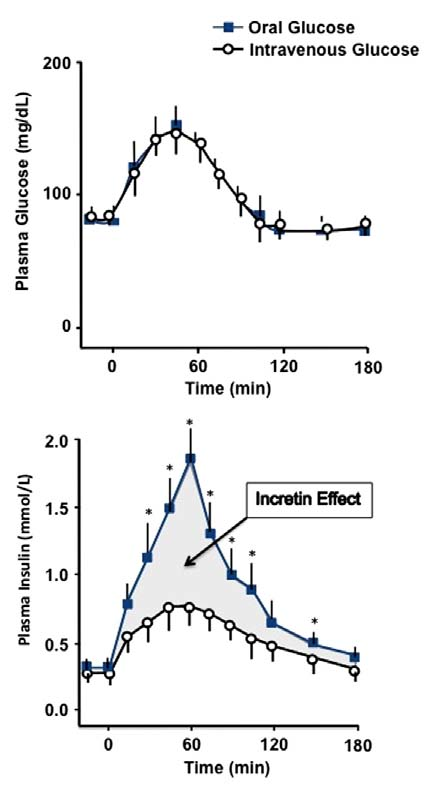 Oral Glucose
Intravenous Glucose
Plasma Glucose (mg/dL)
200
100
0
0 60 120 180
Time (min)
Plasma Insulin (mmol/L)
2.0
1.5
1.0
0.5
0.0
* * * * * * *
Incretin Effect
0 60 120 180
Time (min)